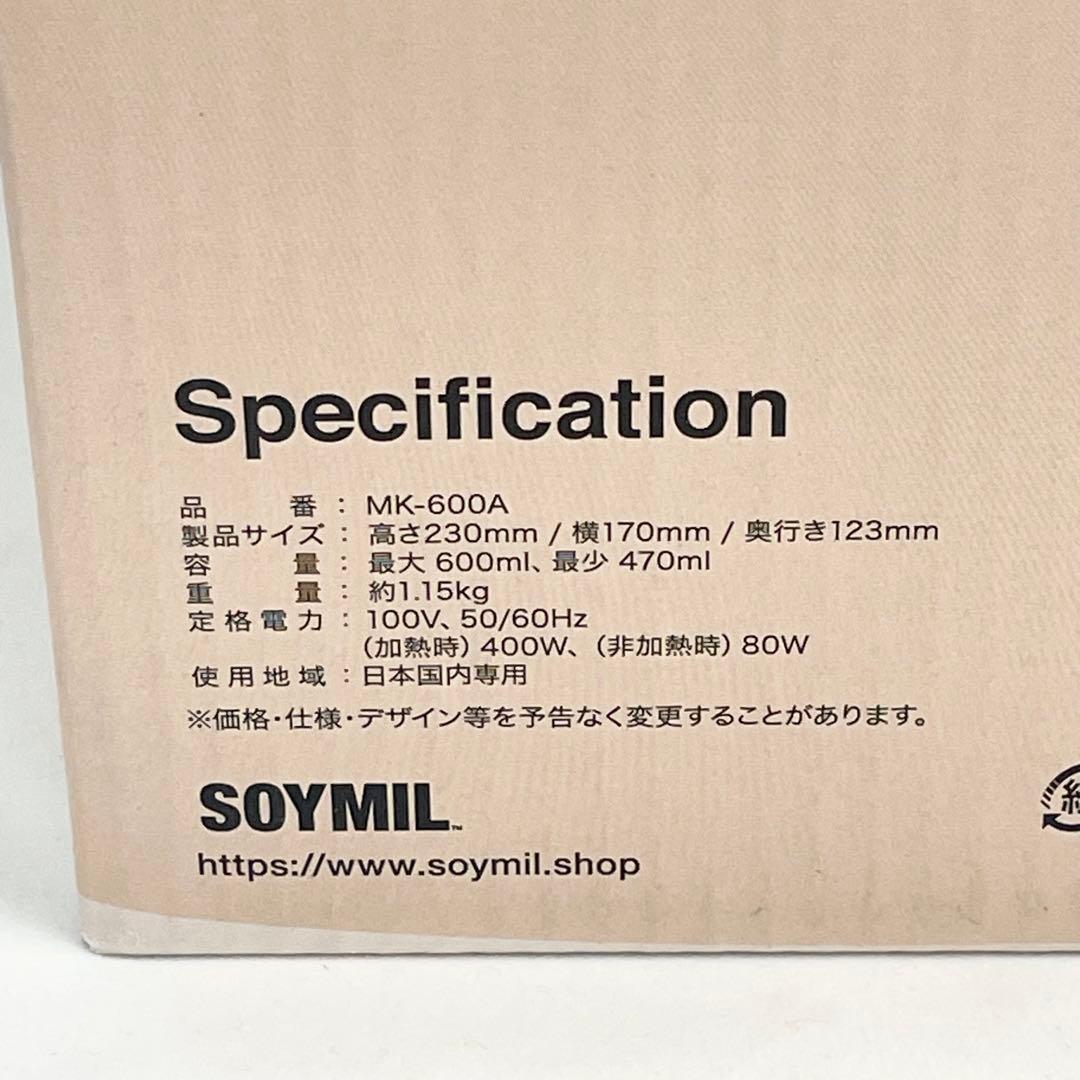 Specification
品番：MK-600A
製品サイズ：高さ230mm / 横170mm / 奥行き123mm
容量：最大 600ml、最少 470ml
重量：約1.15kg
定格電力：100V、50/60Hz
（加熱時）400W、（非加熱時）80W
使用地域：日本国内専用
※価格・仕様・デザイン等を予告なく変更することがあります。
SOYMIL™
https://www.soymil.shop